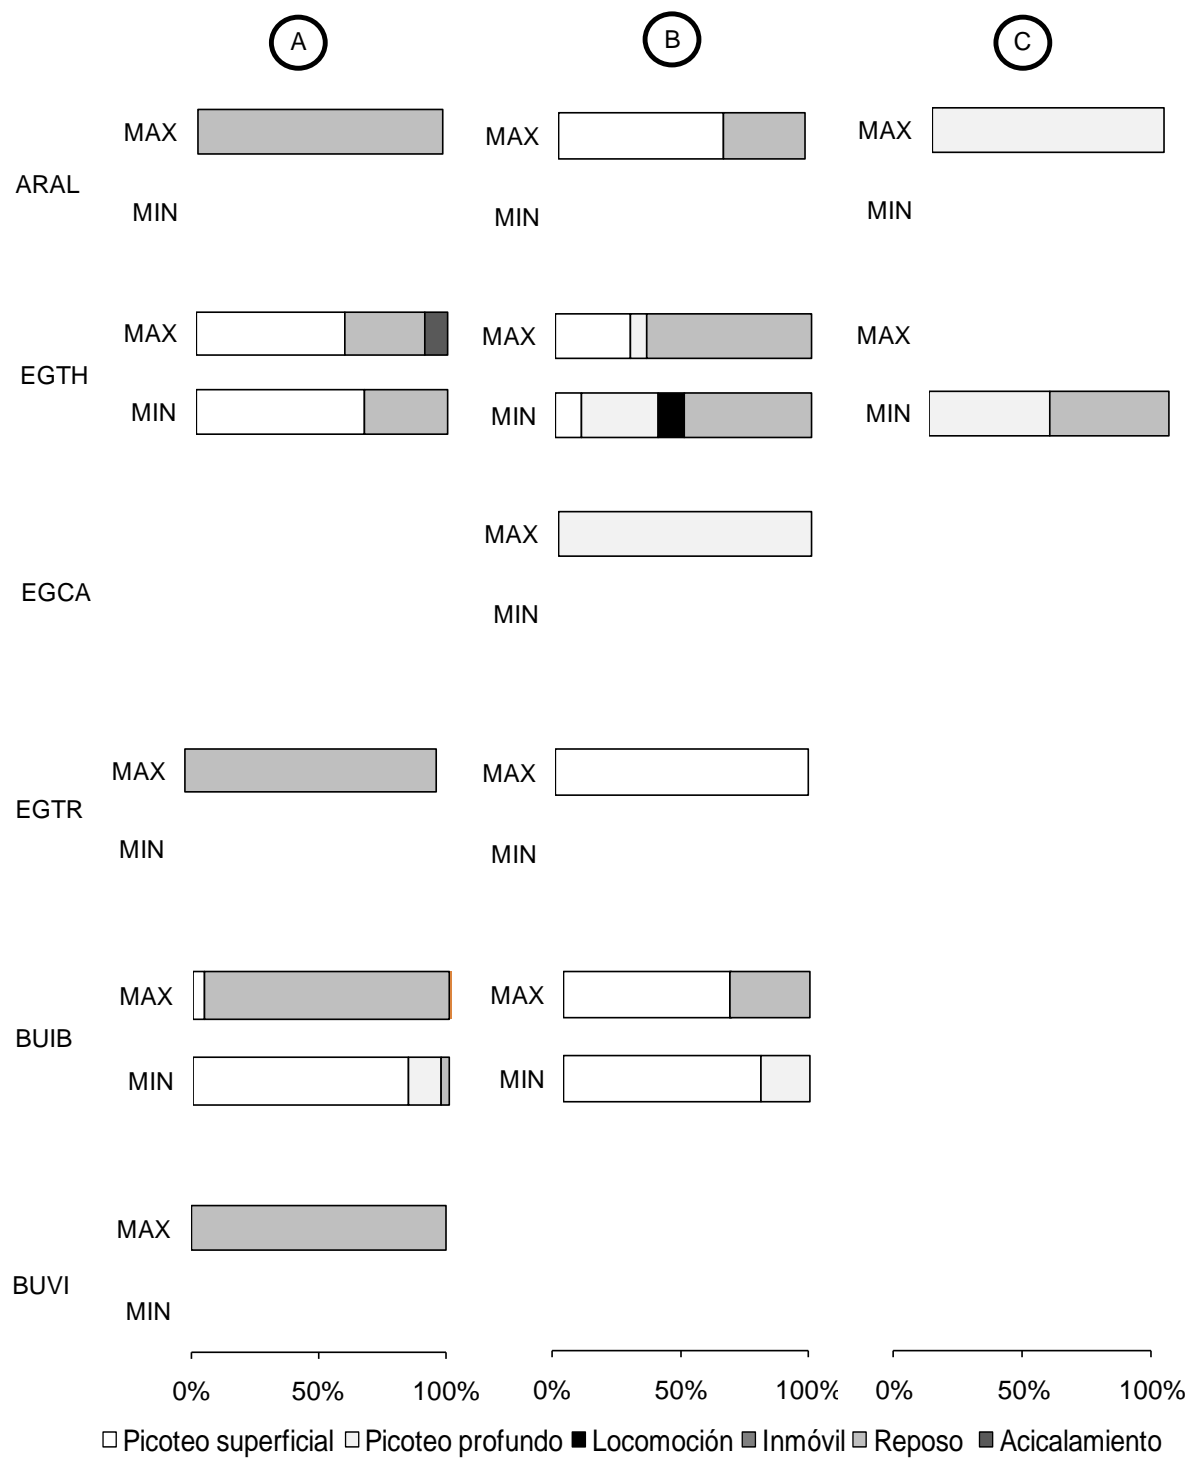 A B C
MAX MAX MAX
ARAL
MIN MIN MIN
MAX MAX MAX
EGTH
MIN MIN MIN
MAX
EGCA
MIN
MAX MAX
EGTR
MIN MIN
MAX MAX
BUIB
MIN MIN
MAX
BUVI
MIN
0% 50% 100% 0% 50% 100% 0% 50% 100%
Picoteo superficial Picoteo profundo Locomoción Inmóvil Reposo Acicalamiento